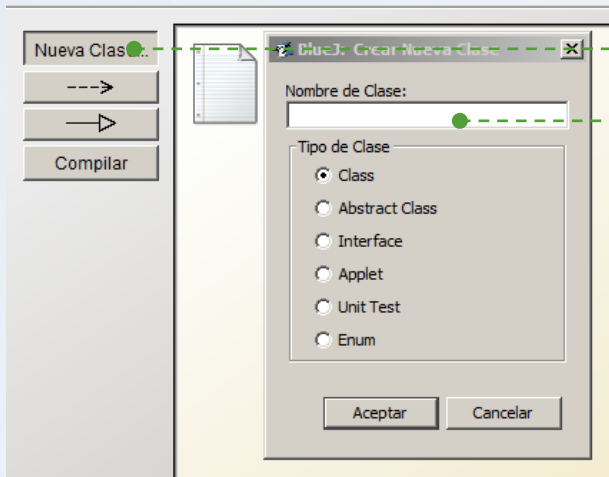 Nueva Clase...
Compilar
BlueJ: Crear Nueva Clase
Nombre de Clase:
Tipo de Clase
Class
Abstract Class
Interface
Applet
Unit Test
Enum
Aceptar
Cancelar